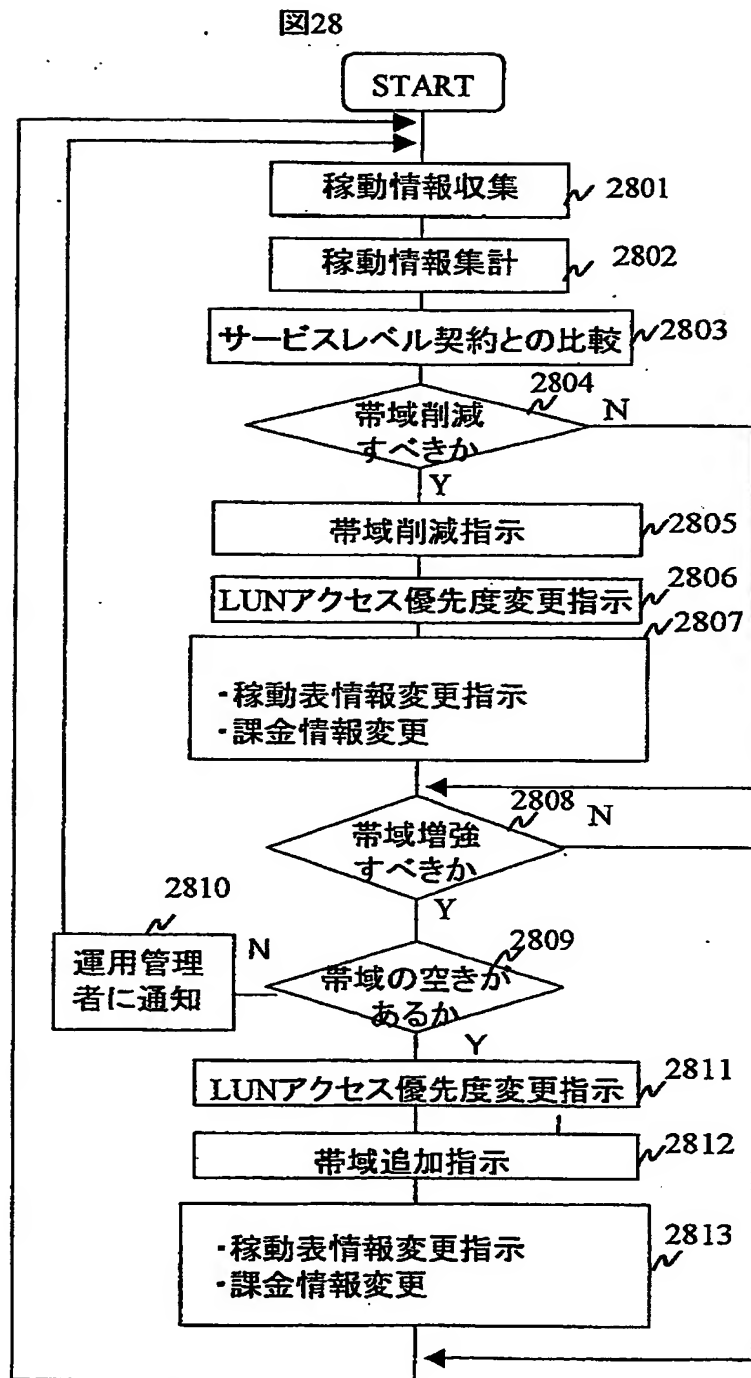 図28
START
稼動情報収集
2801
稼動情報集計
2802
サービスレベル契約との比較
2803
2804
帯域削減
すべきか
N
Y
帯域削減指示
2805
LUNアクセス優先度変更指示
2806
2807
・稼動表情報変更指示
・課金情報変更
2808
帯域増強
すべきか
N
Y
2810
運用管理
者に通知
N
2809
帯域の空きが
あるか
Y
LUNアクセス優先度変更指示
2811
帯域追加指示
2812
・稼動表情報変更指示
・課金情報変更
2813